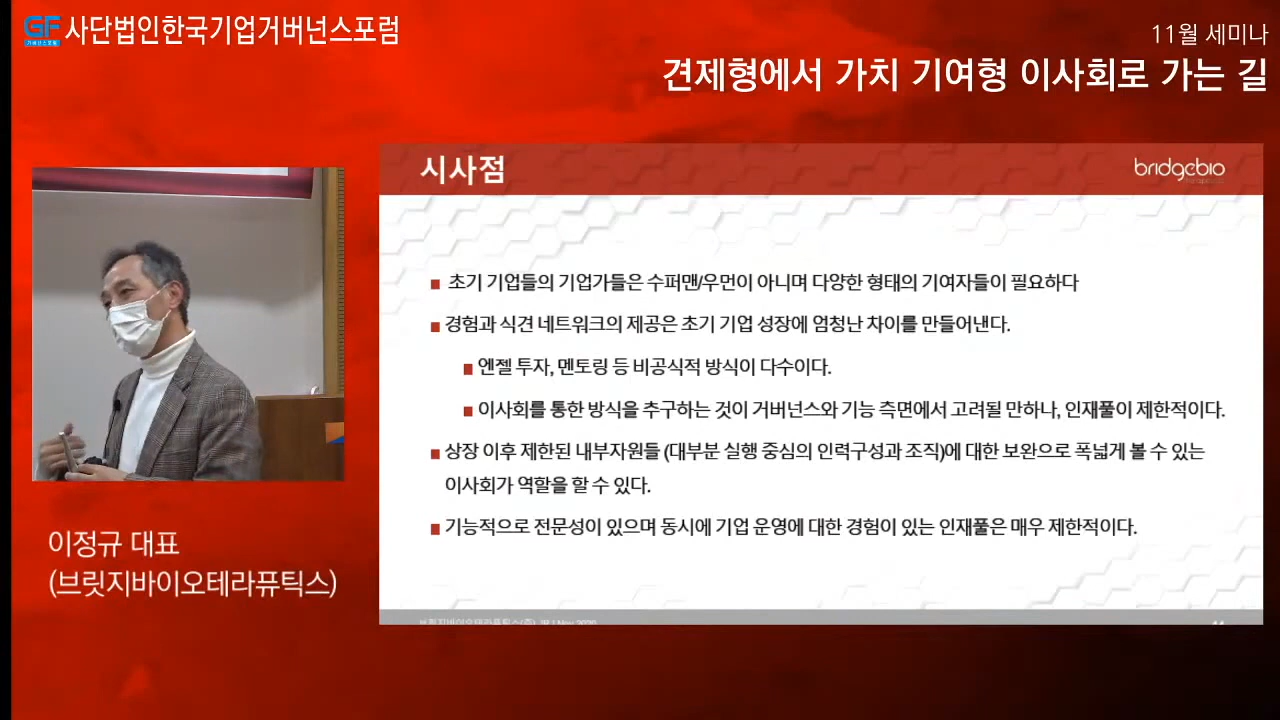 GF 사단법인한국기업거버넌스포럼
거버넌스포럼
11월 세미나
견제형에서 가치 기여형 이사회로 가는 길
시사점
bridgebio
초기 기업들의 기업가들은 수퍼맨/우먼이 아니며 다양한 형태의 기여자들이 필요하다
경험과 식견 네트워크의 제공은 초기 기업 성장에 엄청난 차이를 만들어낸다.
엔젤 투자, 멘토링 등 비공식적 방식이 다수이다.
이사회를 통한 방식을 추구하는 것이 거버넌스와 기능 측면에서 고려될 만하나, 인재풀이 제한적이다.
상장 이후 제한된 내부자원들 (대부분 실행 중심의 인력구성과 조직)에 대한 보완으로 폭넓게 볼 수 있는
이사회가 역할을 할 수 있다.
기능적으로 전문성이 있으며 동시에 기업 운영에 대한 경험이 있는 인재풀은 매우 제한적이다.
이정규 대표
(브릿지바이오테라퓨틱스)